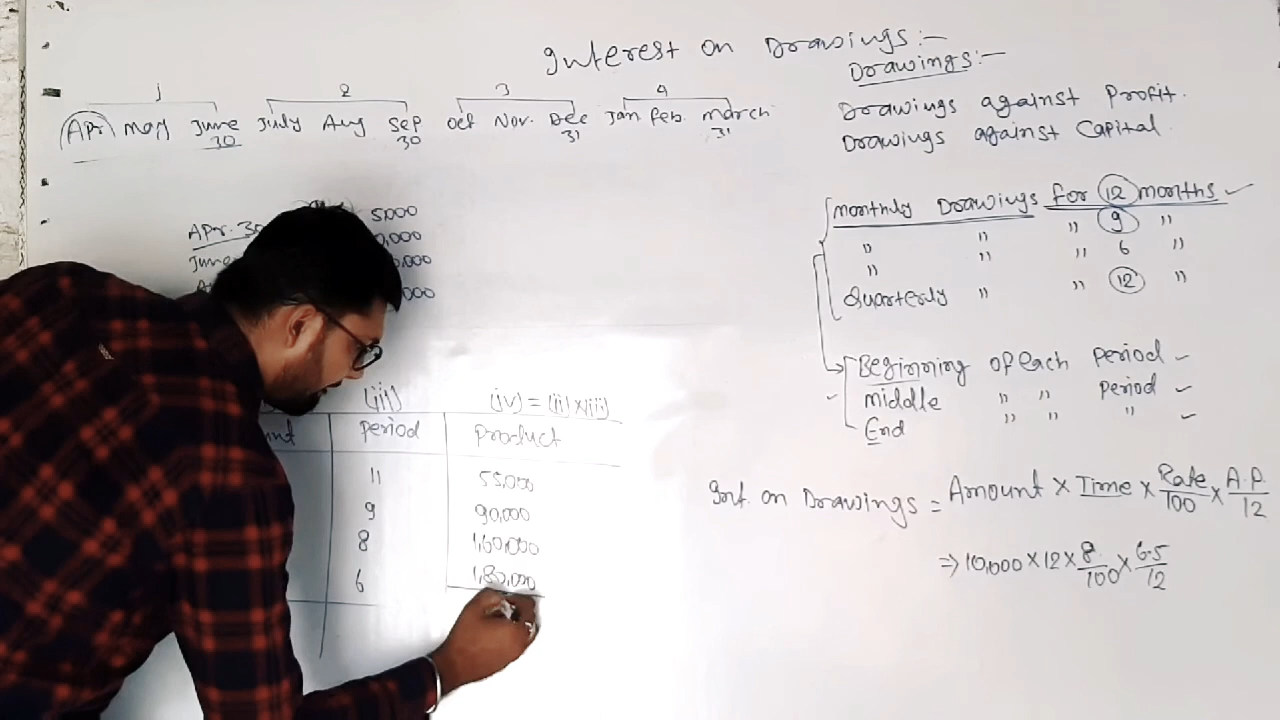 Interest on Drawings:-
Drawings:-
1 2 3 4
Apr May June July Aug Sep Oct Nov. Dec Jan Feb. March
30 30 31 31
Drawings against Profit.
Drawings against Capital
Apr. 30 5,000
June
Monthly Drawings for 12 months
" " " 9 "
" " " 6 "
Quarterly " " 12 "
Beginning of each Period
Middle " " Period
End " " "
(iii) (iv) = (ii) x (iii)
Period Product
11 55,000
9 90,000
8 1,60,000
6 1,80,000
Int. on Drawings = Amount × Time × Rate/100 × A.P./12
⇒ 10,000 × 12 × 8/100 × 6.5/12